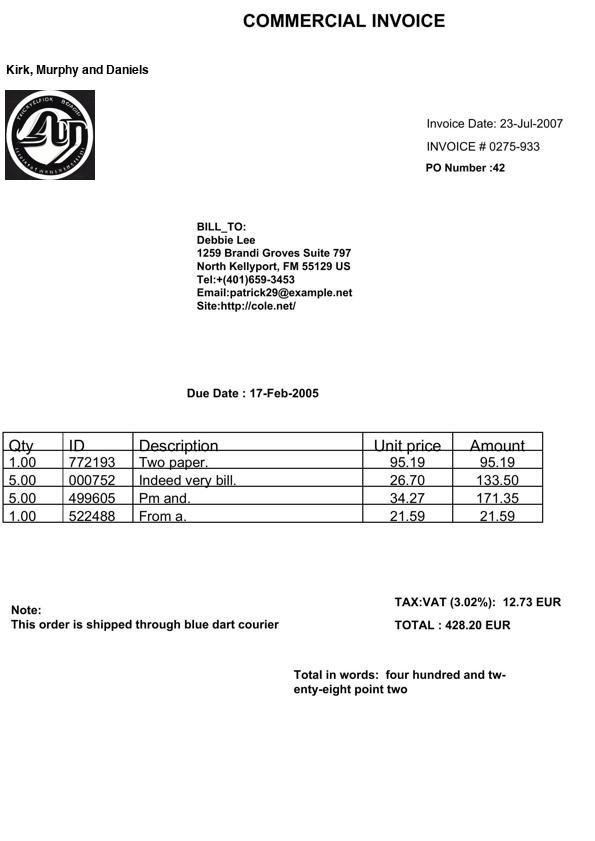 COMMERCIAL INVOICE
Kirk, Murphy and Daniels
Invoice Date: 23-Jul-2007
INVOICE # 0275-933
PO Number :42
BILL_TO:
Debbie Lee
1259 Brandi Groves Suite 797
North Kellyport, FM 55129 US
Tel:+(401)659-3453
Email:patrick29@example.net
Site:http://cole.net/
Due Date : 17-Feb-2005
Qty ID Description Unit price Amount
1.00 772193 Two paper. 95.19 95.19
5.00 000752 Indeed very bill. 26.70 133.50
5.00 499605 Pm and. 34.27 171.35
1.00 522488 From a. 21.59 21.59
TAX:VAT (3.02%): 12.73 EUR
Note:
This order is shipped through blue dart courier
TOTAL : 428.20 EUR
Total in words: four hundred and tw-
enty-eight point two